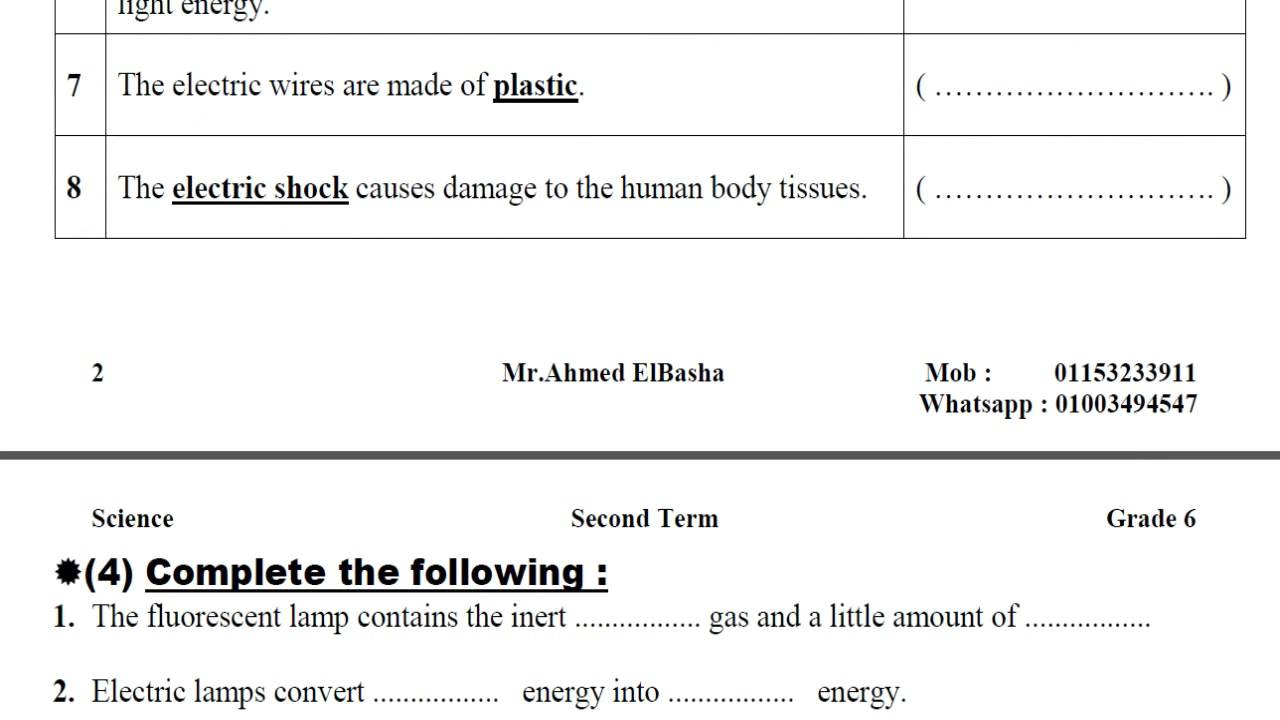 light energy.
7 The electric wires are made of plastic. ( ............................ )
8 The electric shock causes damage to the human body tissues. ( ............................ )
2 Mr.Ahmed ElBasha Mob : 01153233911
Whatsapp : 01003494547
Science Second Term Grade 6
✹(4) Complete the following :
1. The fluorescent lamp contains the inert ................. gas and a little amount of .................
2. Electric lamps convert ................. energy into ................. energy.